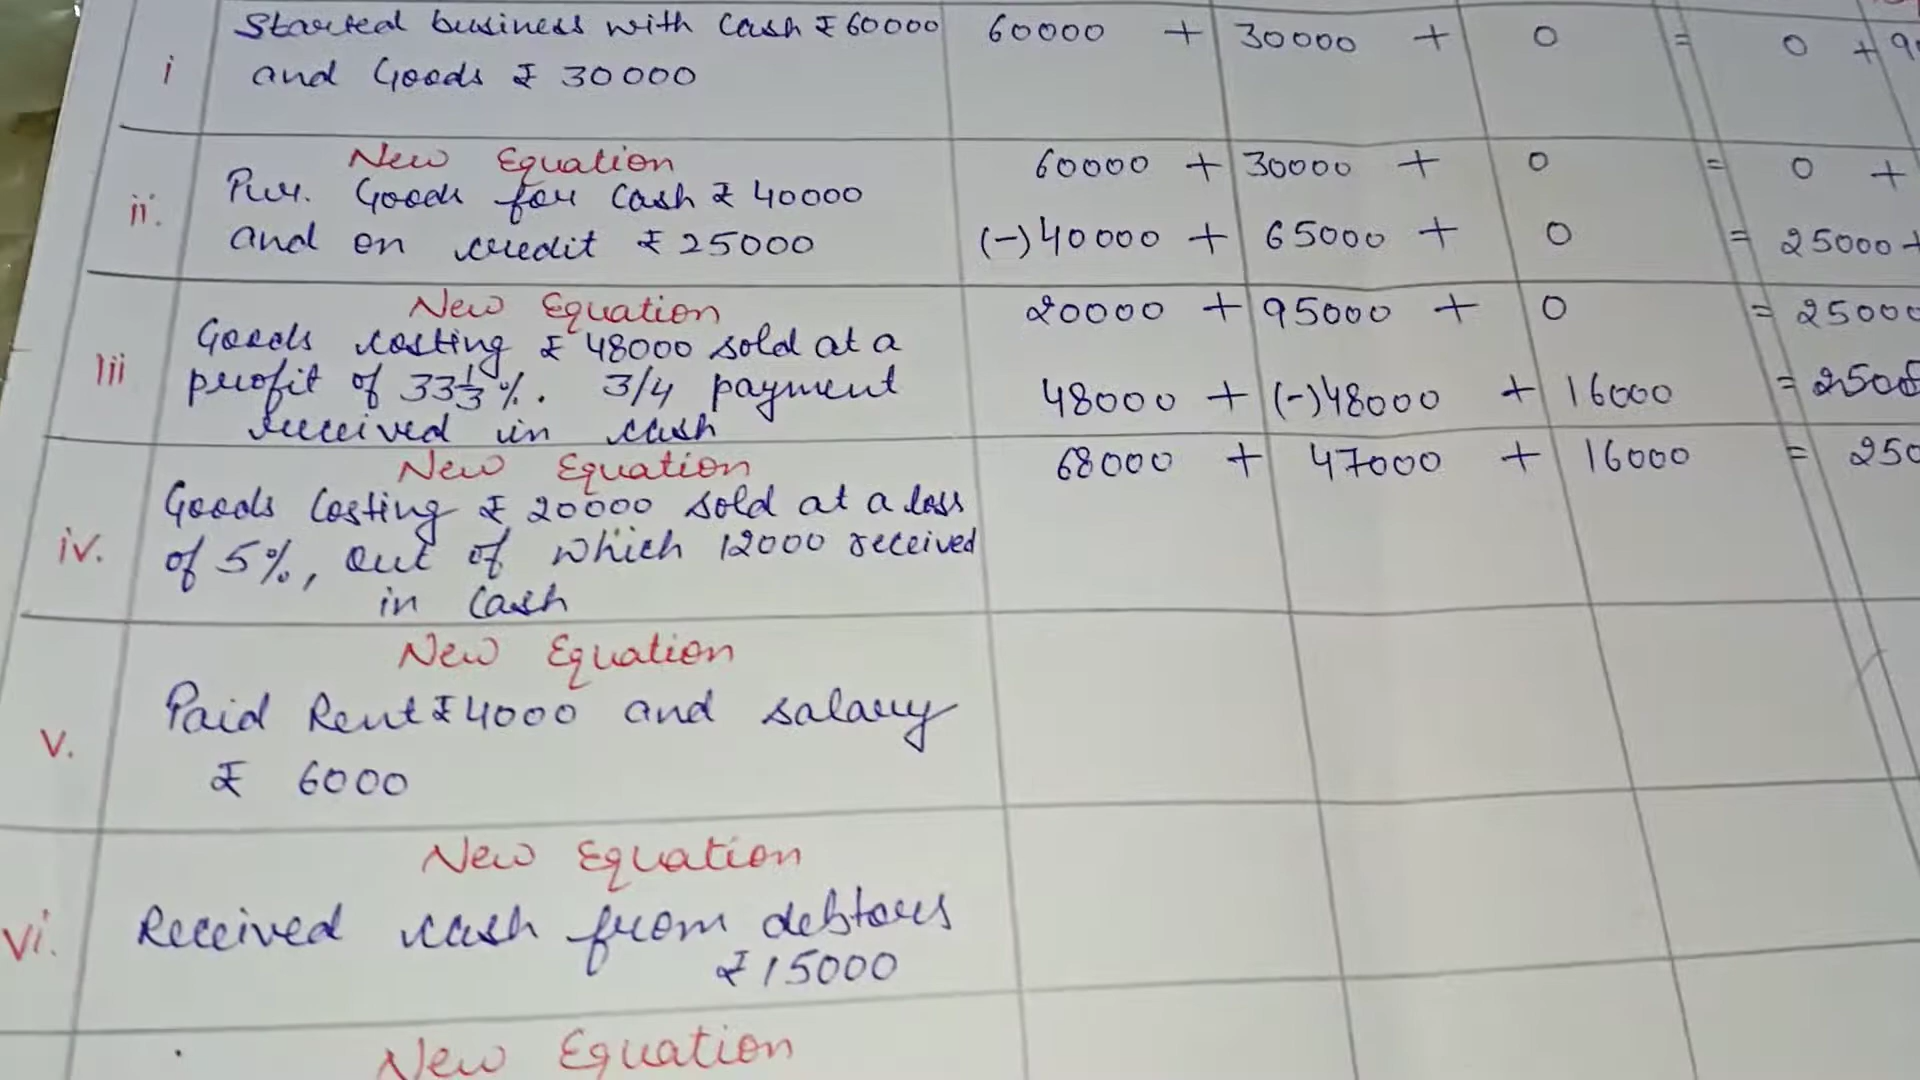 Started business with Cash ₹ 60000 60000 + 30000 + 0 = 0 +
i and Goods ₹ 30000
New Equation 60000 + 30000 + 0 = 0 +
ii. Pur. Goods for Cash ₹ 40000
and on credit ₹ 25000 (-) 40000 + 65000 + 0 = 25000 +
New Equation 20000 + 95000 + 0 = 25000
iii Goods costing ₹ 48000 sold at a
profit of 33 1/3 %. 3/4 payment 48000 + (-) 48000 + 16000 =
received in cash
New Equation 68000 + 47000 + 16000 = 250
Goods Costing ₹ 20000 sold at a loss
iv. of 5%, out of which 12000 received
in Cash
New Equation
Paid Rent ₹ 4000 and salary
v. ₹ 6000
New Equation
vi. Received cash from debtors
₹ 15000
New Equation